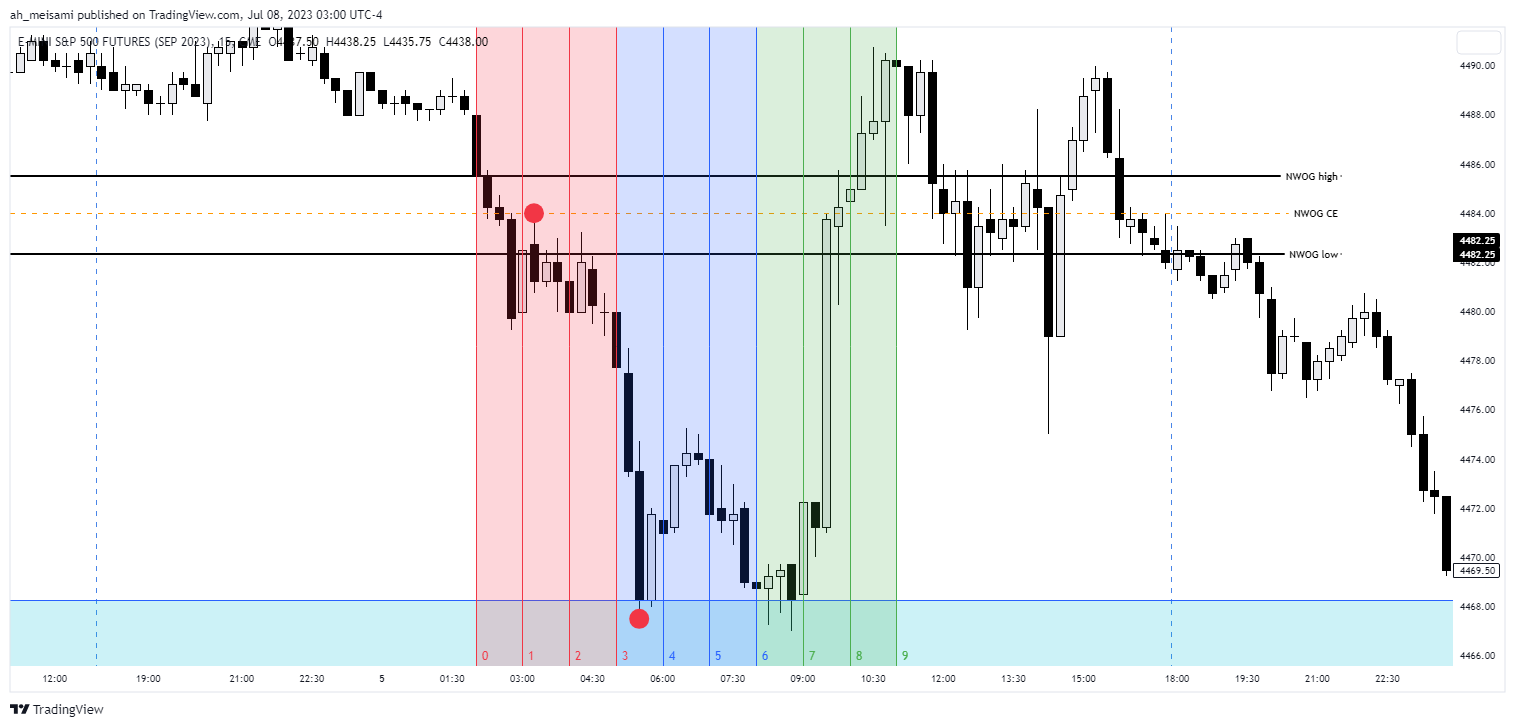 ah_meisami published on TradingView.com, Jul 08, 2023 03:00 UTC-4
E-MINI S&P 500 FUTURES (SEP 2023), 15, CME O4437.50 H4438.25 L4435.75 C4438.00
4490.00
4488.00
4486.00
NWOG high
4484.00
NWOG CE
4482.25
4482.25
NWOG low
4482.00
4480.00
4478.00
4476.00
4474.00
4472.00
4470.00
4469.50
4468.00
4466.00
0 1 2 3 4 5 6 7 8 9
12:00 19:00 21:00 22:30 5 01:30 03:00 04:30 06:00 07:30 09:00 10:30 12:00 13:30 15:00 18:00 19:30 21:00 22:30
TradingView